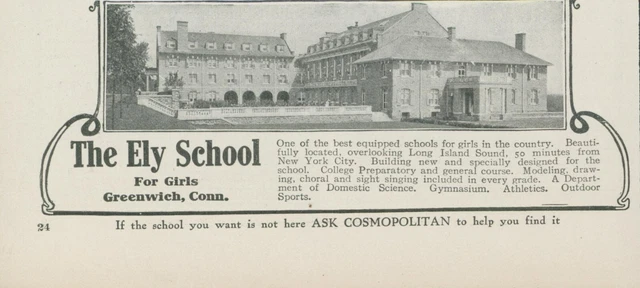 The Ely School
For Girls
Greenwich, Conn.
One of the best equipped schools for girls in the country. Beauti-
fully located, overlooking Long Island Sound, 50 minutes from
New York City. Building new and specially designed for the
school. College Preparatory and general course. Modeling, draw-
ing, choral and sight singing included in every grade. A Depart-
ment of Domestic Science. Gymnasium. Athletics. Outdoor
Sports.
24
If the school you want is not here ASK COSMOPOLITAN to help you find it